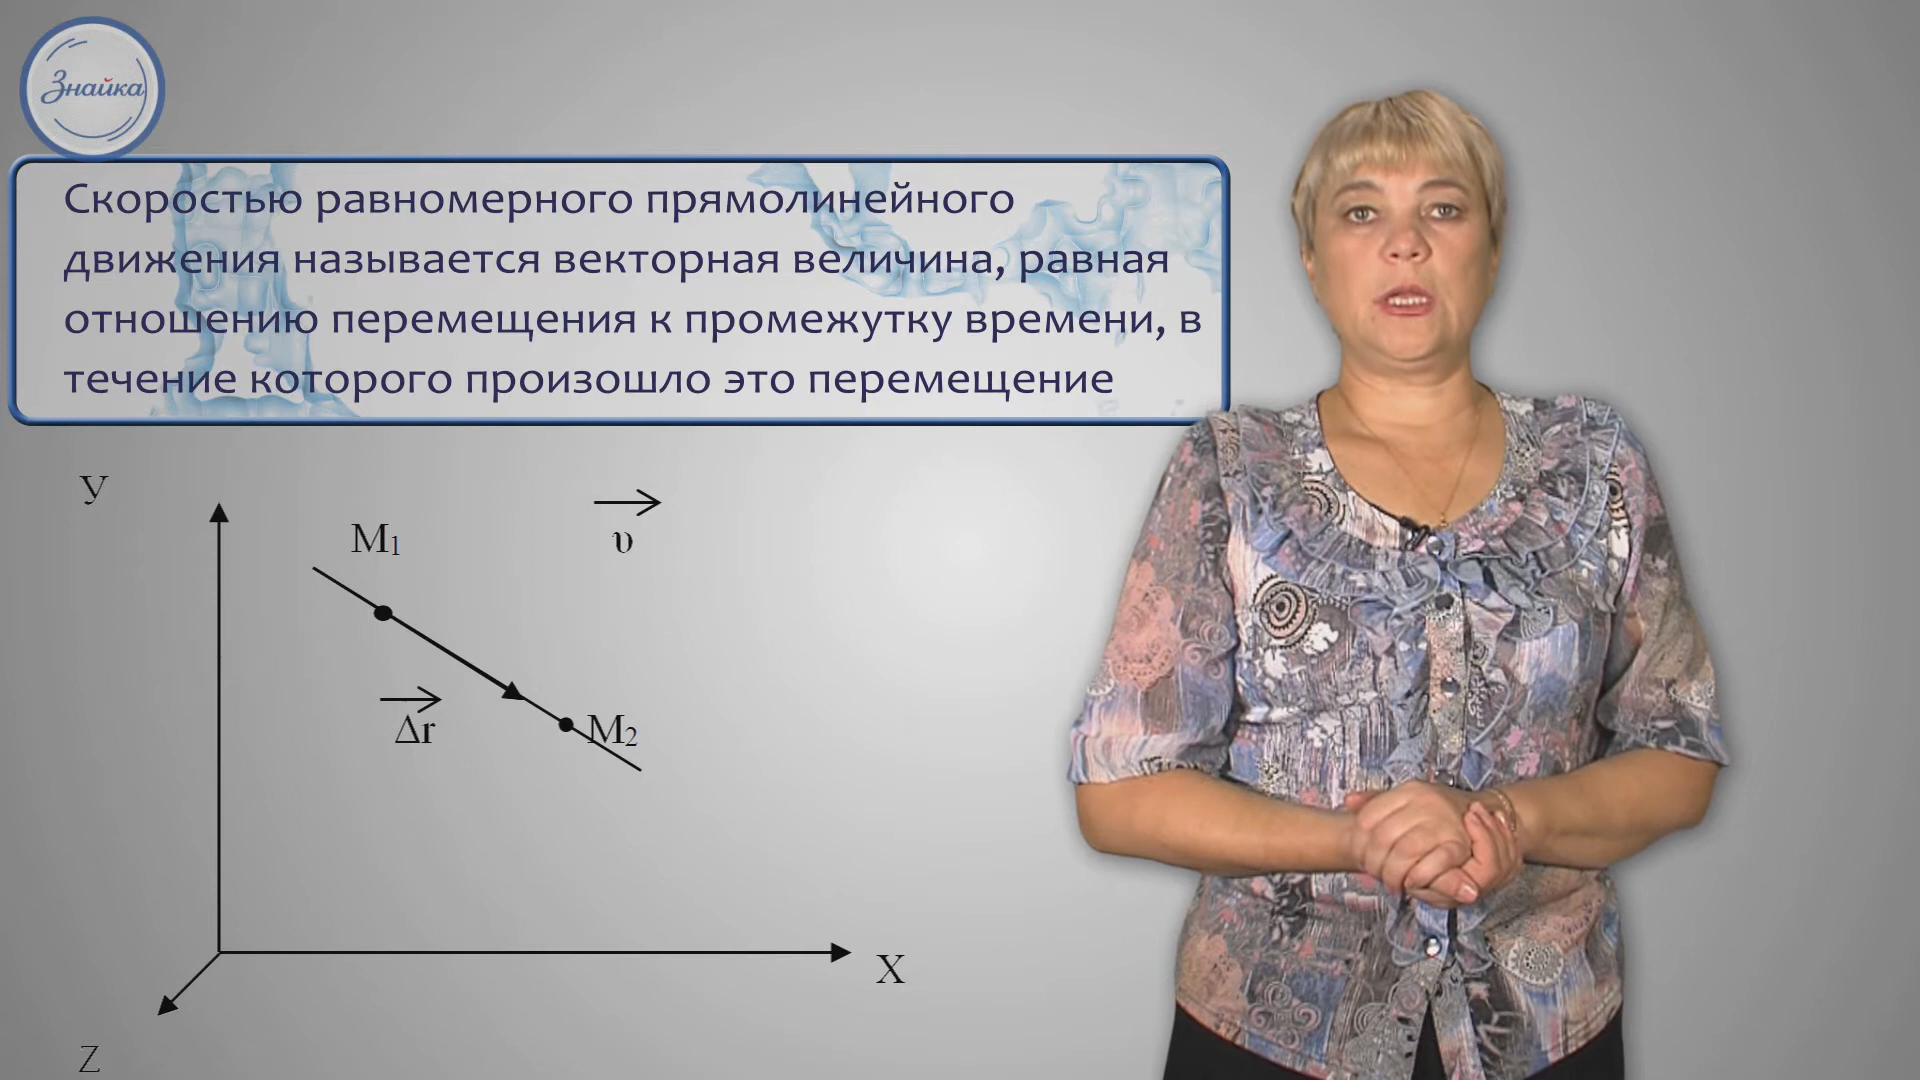 Знайка
Скоростью равномерного прямолинейного
движения называется векторная величина, равная
отношению перемещения к промежутку времени, в
течение которого произошло это перемещение
У
M₁
υ
Δr
M₂
X
Z